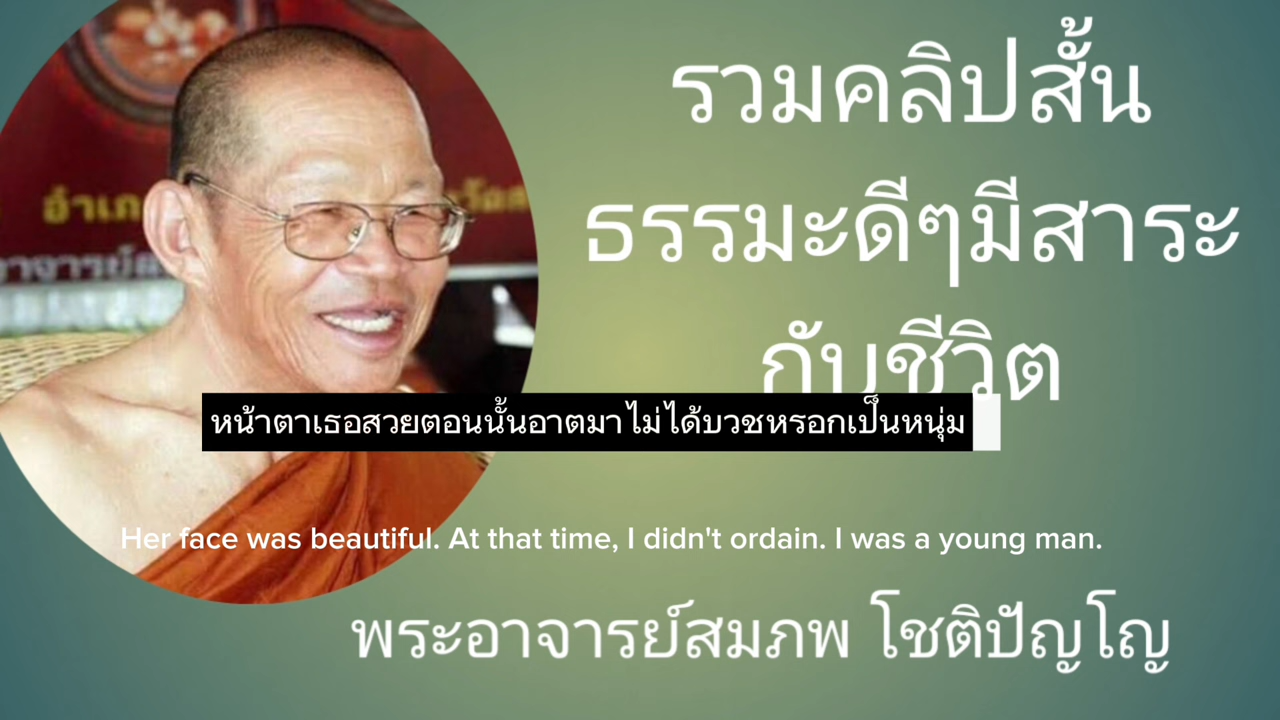 รวมคลิปสั้น
ธรรมะดีๆมีสาระ
อำเภ
กับชีวิต
หน้าตาเธอสวยตอนนั้นอาตมาไม่ได้บวชหรอกเป็นหนุ่ม
Her face was beautiful. At that time, I didn't ordain. I was a young man.
พระอาจารย์สมภพ โชติปัญโญ